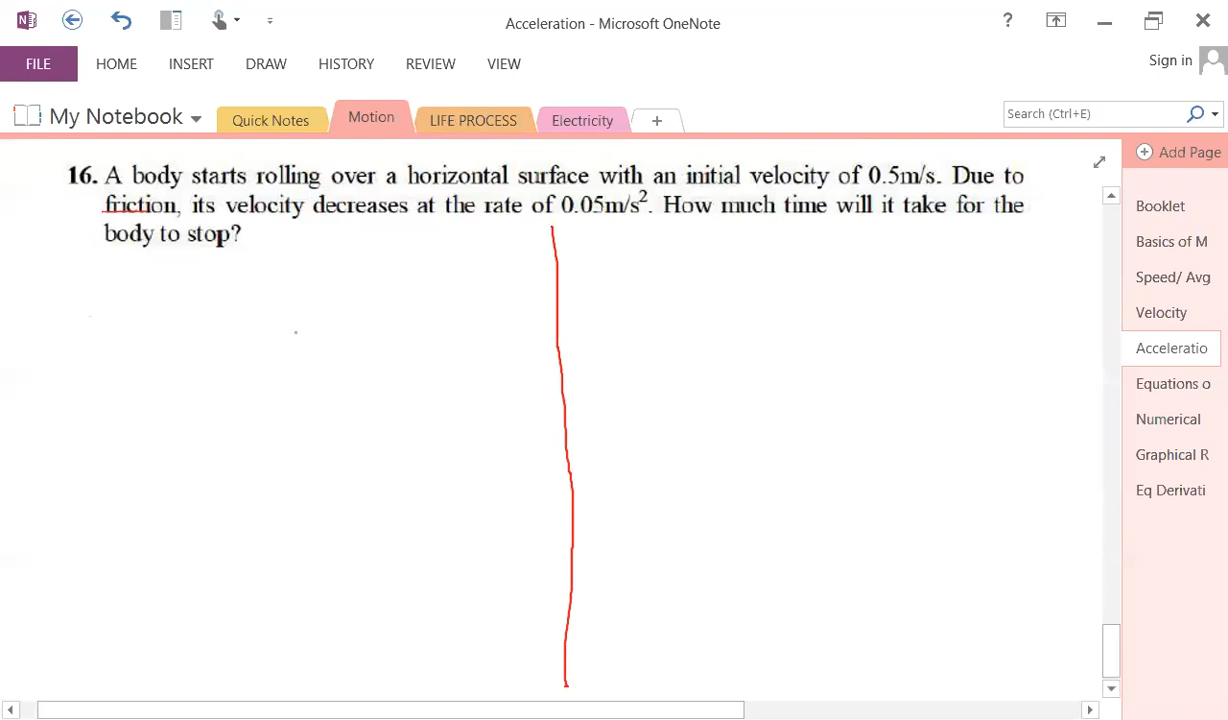 Acceleration - Microsoft OneNote
?
Sign in
FILE HOME INSERT DRAW HISTORY REVIEW VIEW
My Notebook
Quick Notes Motion LIFE PROCESS Electricity +
Search (Ctrl+E)
Add Page
16. A body starts rolling over a horizontal surface with an initial velocity of 0.5m/s. Due to
friction, its velocity decreases at the rate of 0.05m/s². How much time will it take for the
body to stop?
Booklet
Basics of M
Speed/ Avg
Velocity
Acceleratio
Equations o
Numerical
Graphical R
Eq Derivati